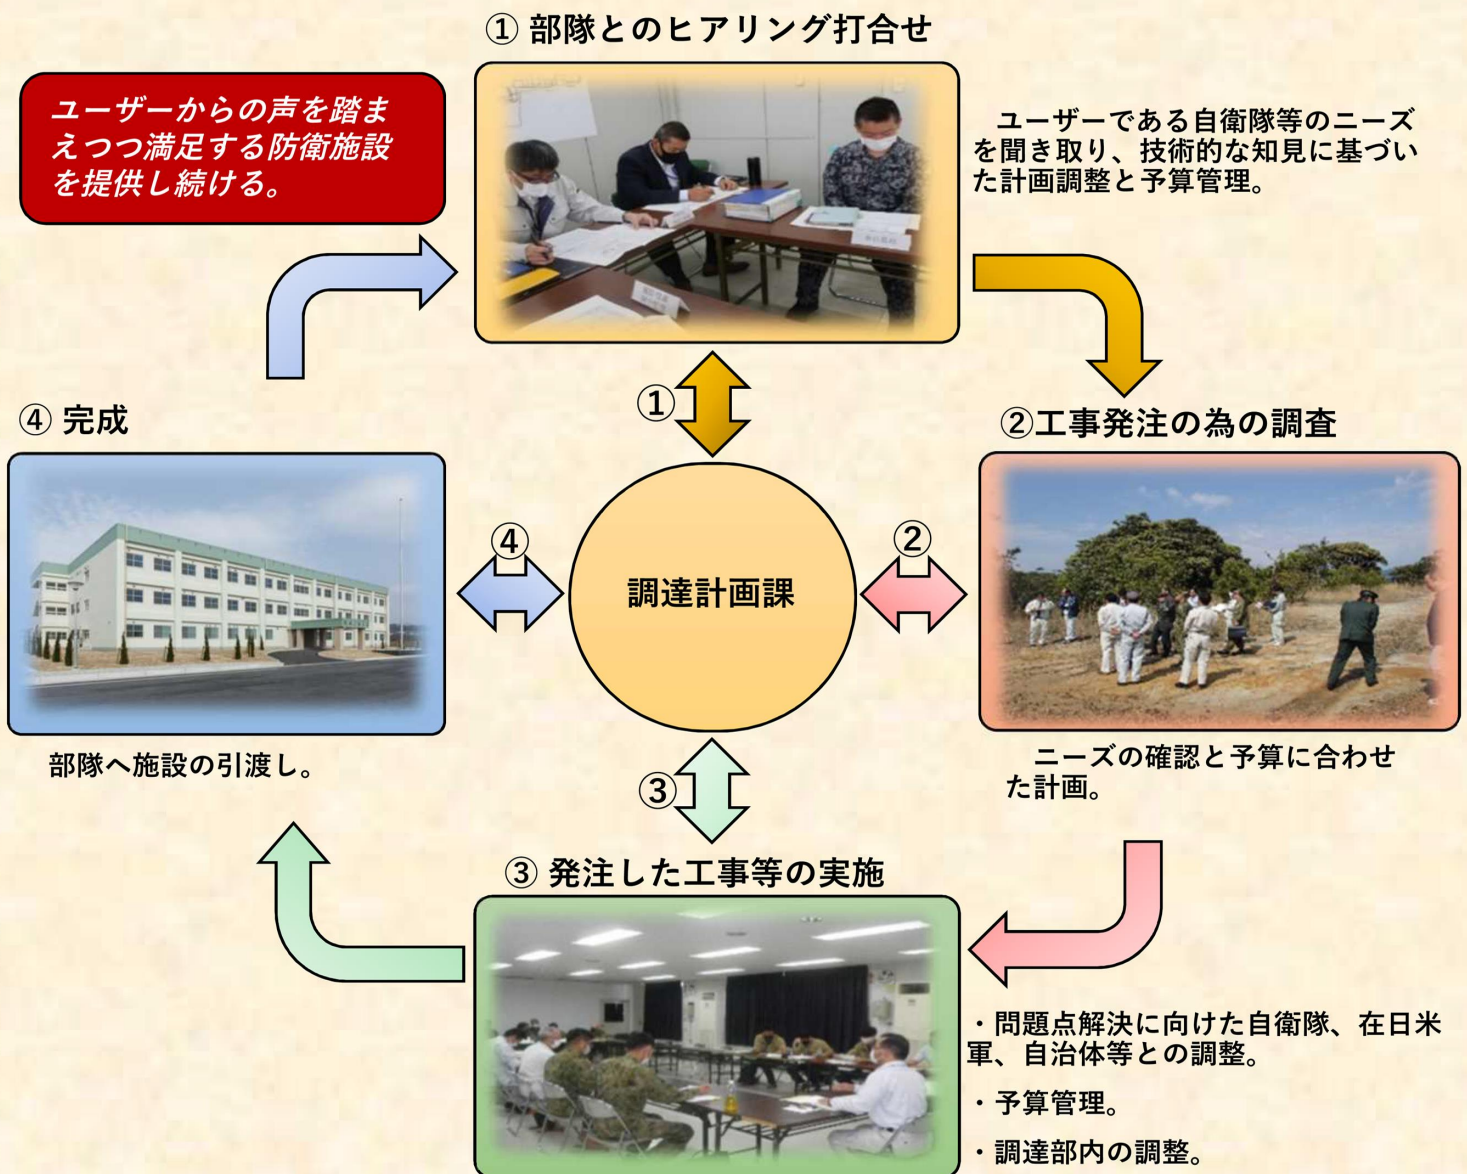 ① 部隊とのヒアリング打合せ
ユーザーからの声を踏ま
えつつ満足する防衛施設
を提供し続ける。
ユーザーである自衛隊等のニーズ
を聞き取り、技術的な知見に基づい
た計画調整と予算管理。
①
④ 完成
②工事発注の為の調査
④
②
調達計画課
部隊へ施設の引渡し。
ニーズの確認と予算に合わせ
た計画。
③
③ 発注した工事等の実施
・問題点解決に向けた自衛隊、在日米
軍、自治体等との調整。
・予算管理。
・調達部内の調整。